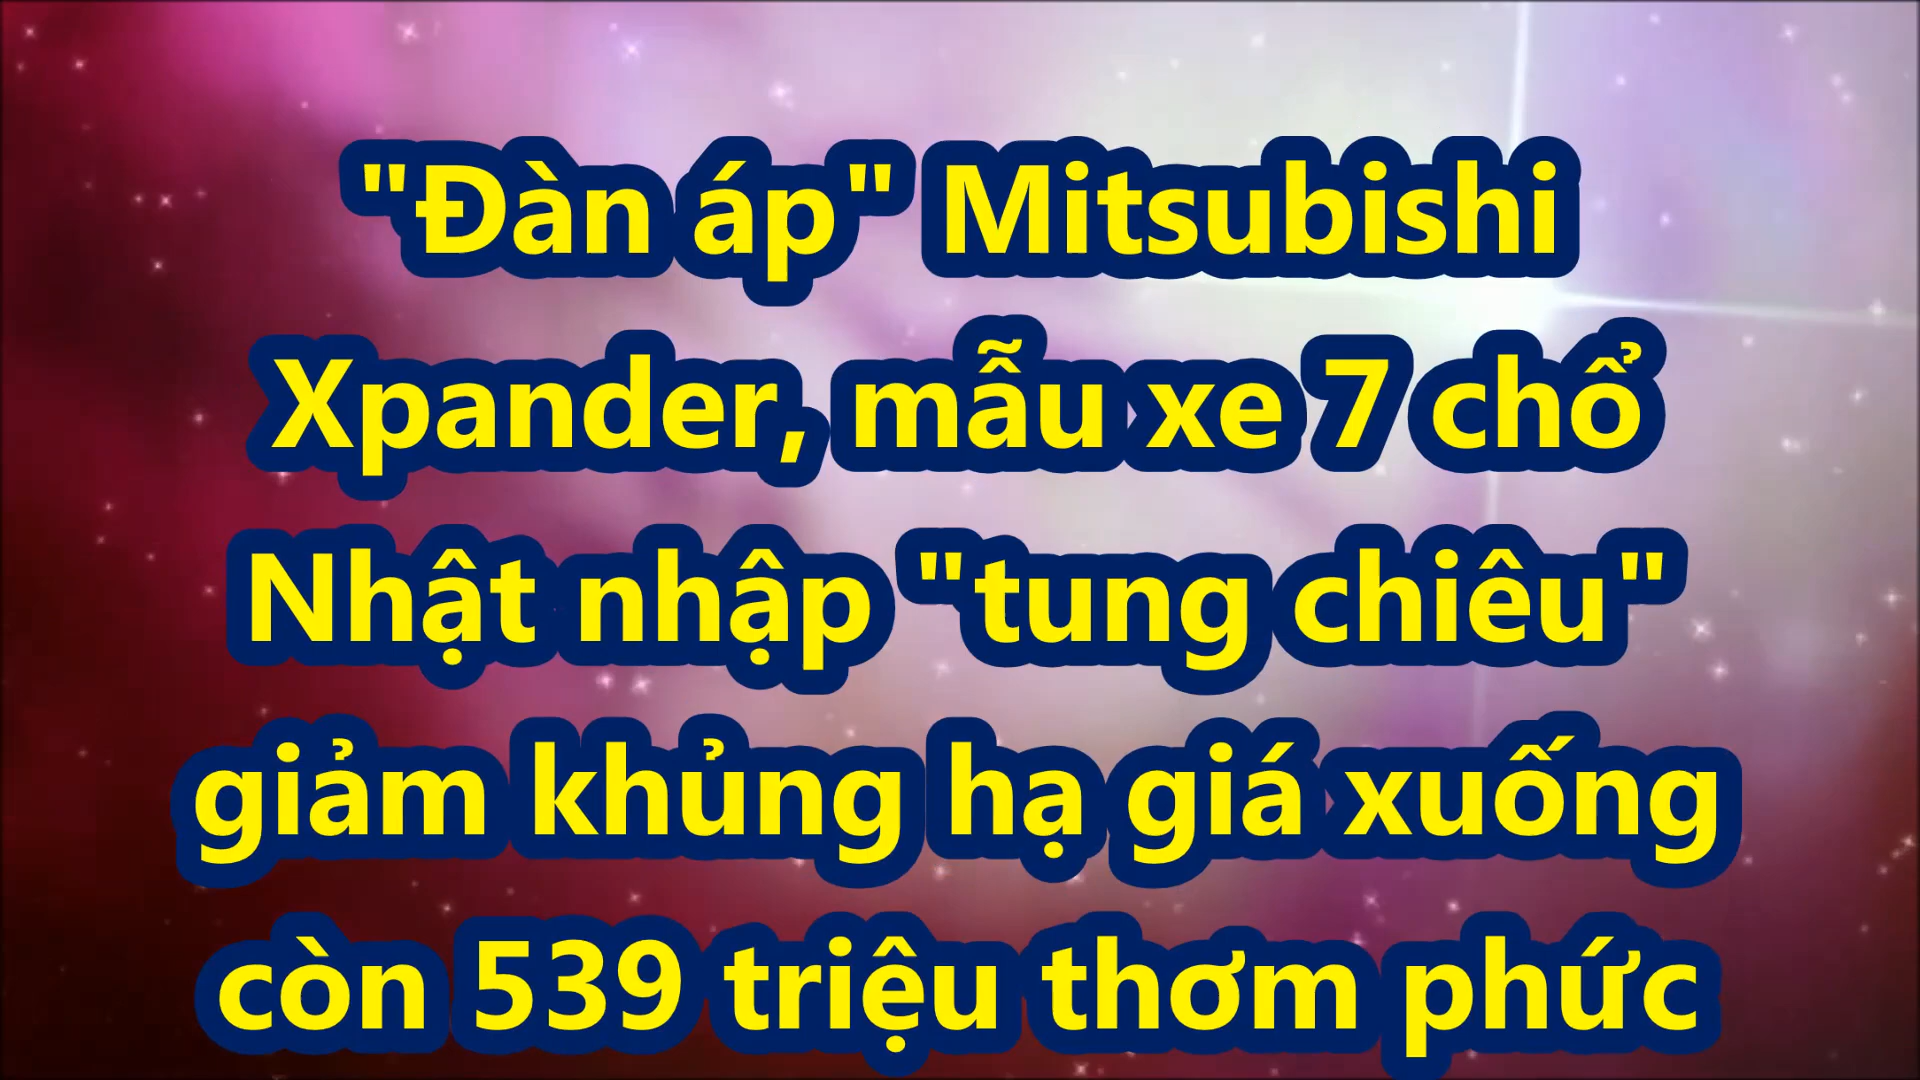 "Đàn áp" Mitsubishi
Xpander, mẫu xe 7 chổ
Nhật nhập "tung chiêu"
giảm khủng hạ giá xuống
còn 539 triệu thơm phức